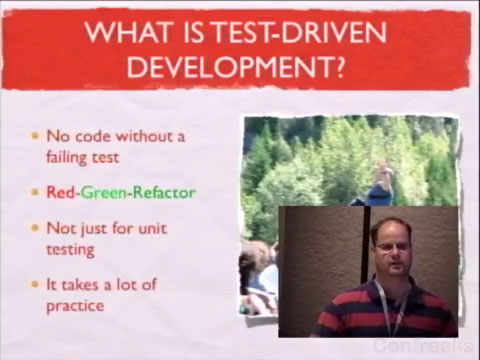 WHAT IS TEST-DRIVEN
DEVELOPMENT?
No code without a
failing test
Red-Green-Refactor
Not just for unit
testing
It takes a lot of
practice
Confreaks